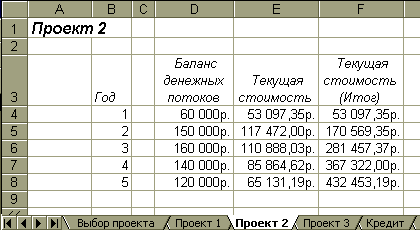 A B C D E F
1 Проект 2
2
Баланс
денежных Текущая Текущая стоимость
3 Год потоков стоимость (Итог)
4 1 60 000р. 53 097,35р. 53 097,35р.
5 2 150 000р. 117 472,00р. 170 569,35р.
6 3 160 000р. 110 888,03р. 281 457,37р.
7 4 140 000р. 85 864,62р. 367 322,00р.
8 5 120 000р. 65 131,19р. 432 453,19р.
9
Выбор проекта Проект 1 Проект 2 Проект 3 Кредит